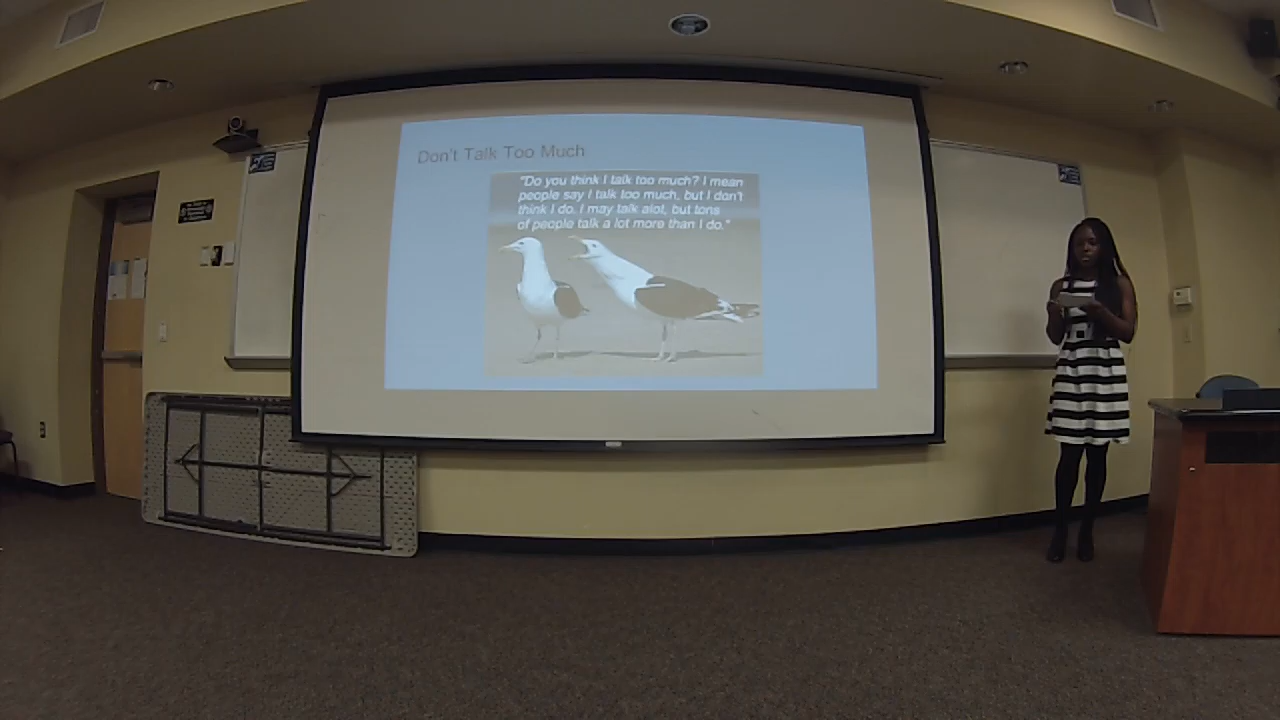 Don't Talk Too Much
"Do you think I talk too much? I mean
people say I talk too much, but I don't
think I do. I may talk alot, but tons
of people talk a lot more than I do."